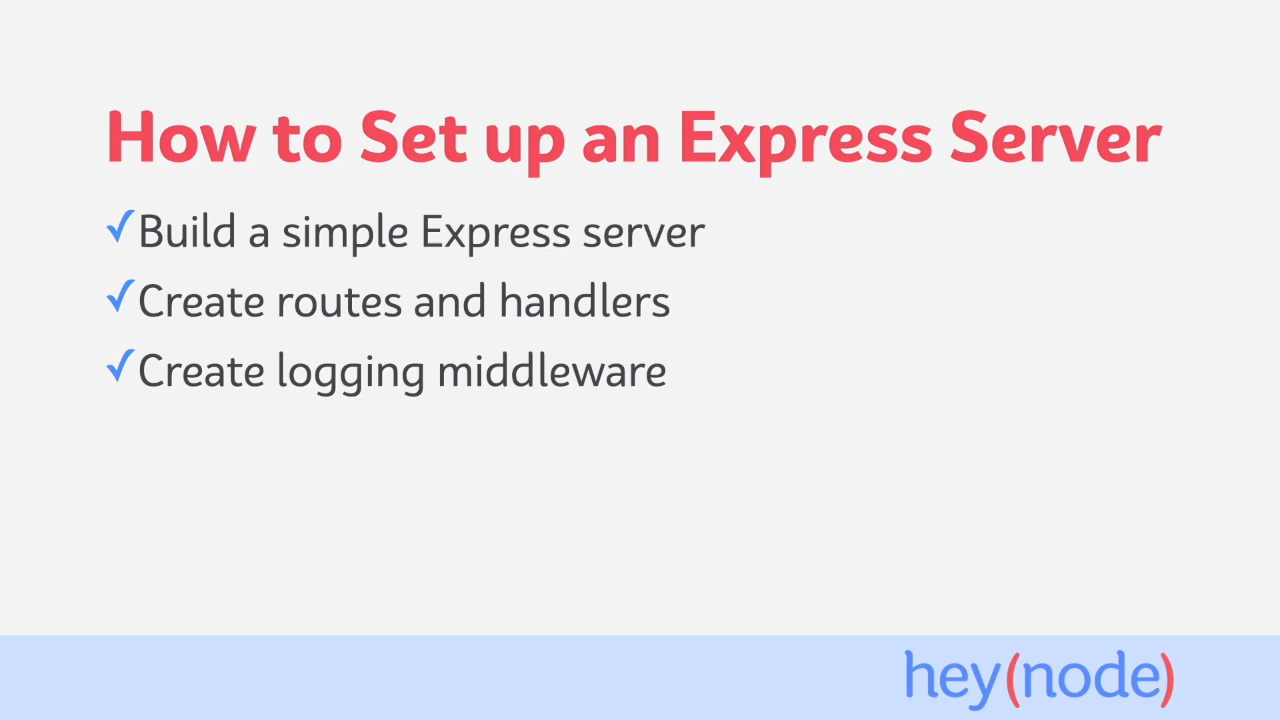 How to Set up an Express Server
✓Build a simple Express server
✓Create routes and handlers
✓Create logging middleware
hey(node)